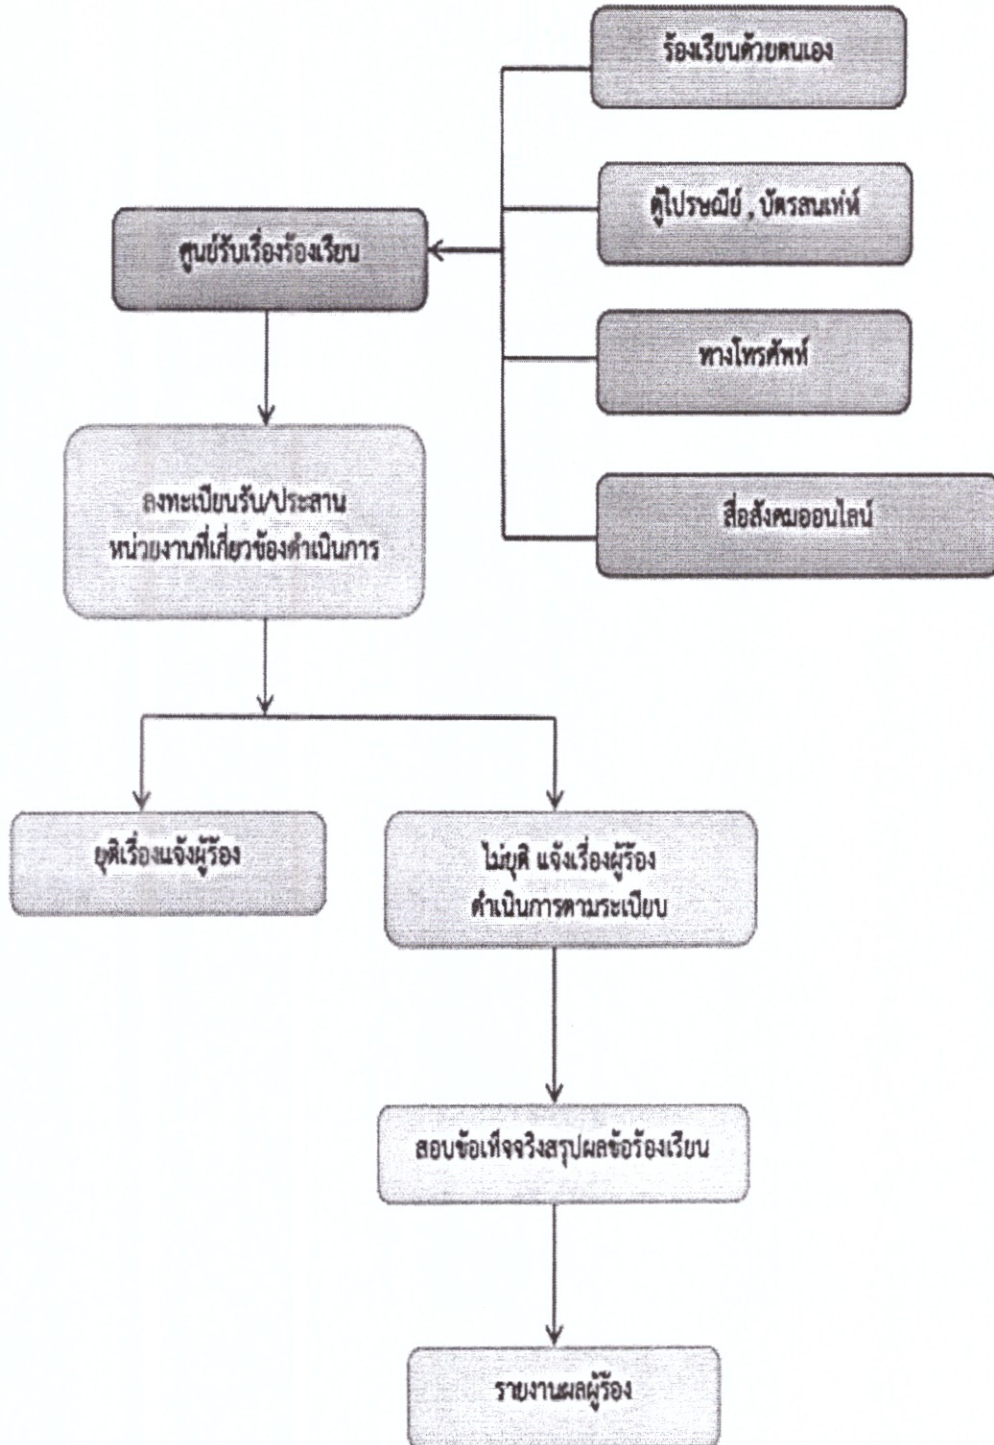 ร้องเรียนด้วยตนเอง
ตู้ไปรษณีย์ , บัตรสนเท่ห์
ศูนย์รับเรื่องร้องเรียน
ทางโทรศัพท์
สื่อสังคมออนไลน์
ลงทะเบียนรับ/ประสาน
หน่วยงานที่เกี่ยวข้องดำเนินการ
ยุติเรื่องแจ้งผู้ร้อง
ไม่ยุติ แจ้งเรื่องผู้ร้อง
ดำเนินการตามระเบียบ
สอบข้อเท็จจริงสรุปผลข้อร้องเรียน
รายงานผลผู้ร้อง